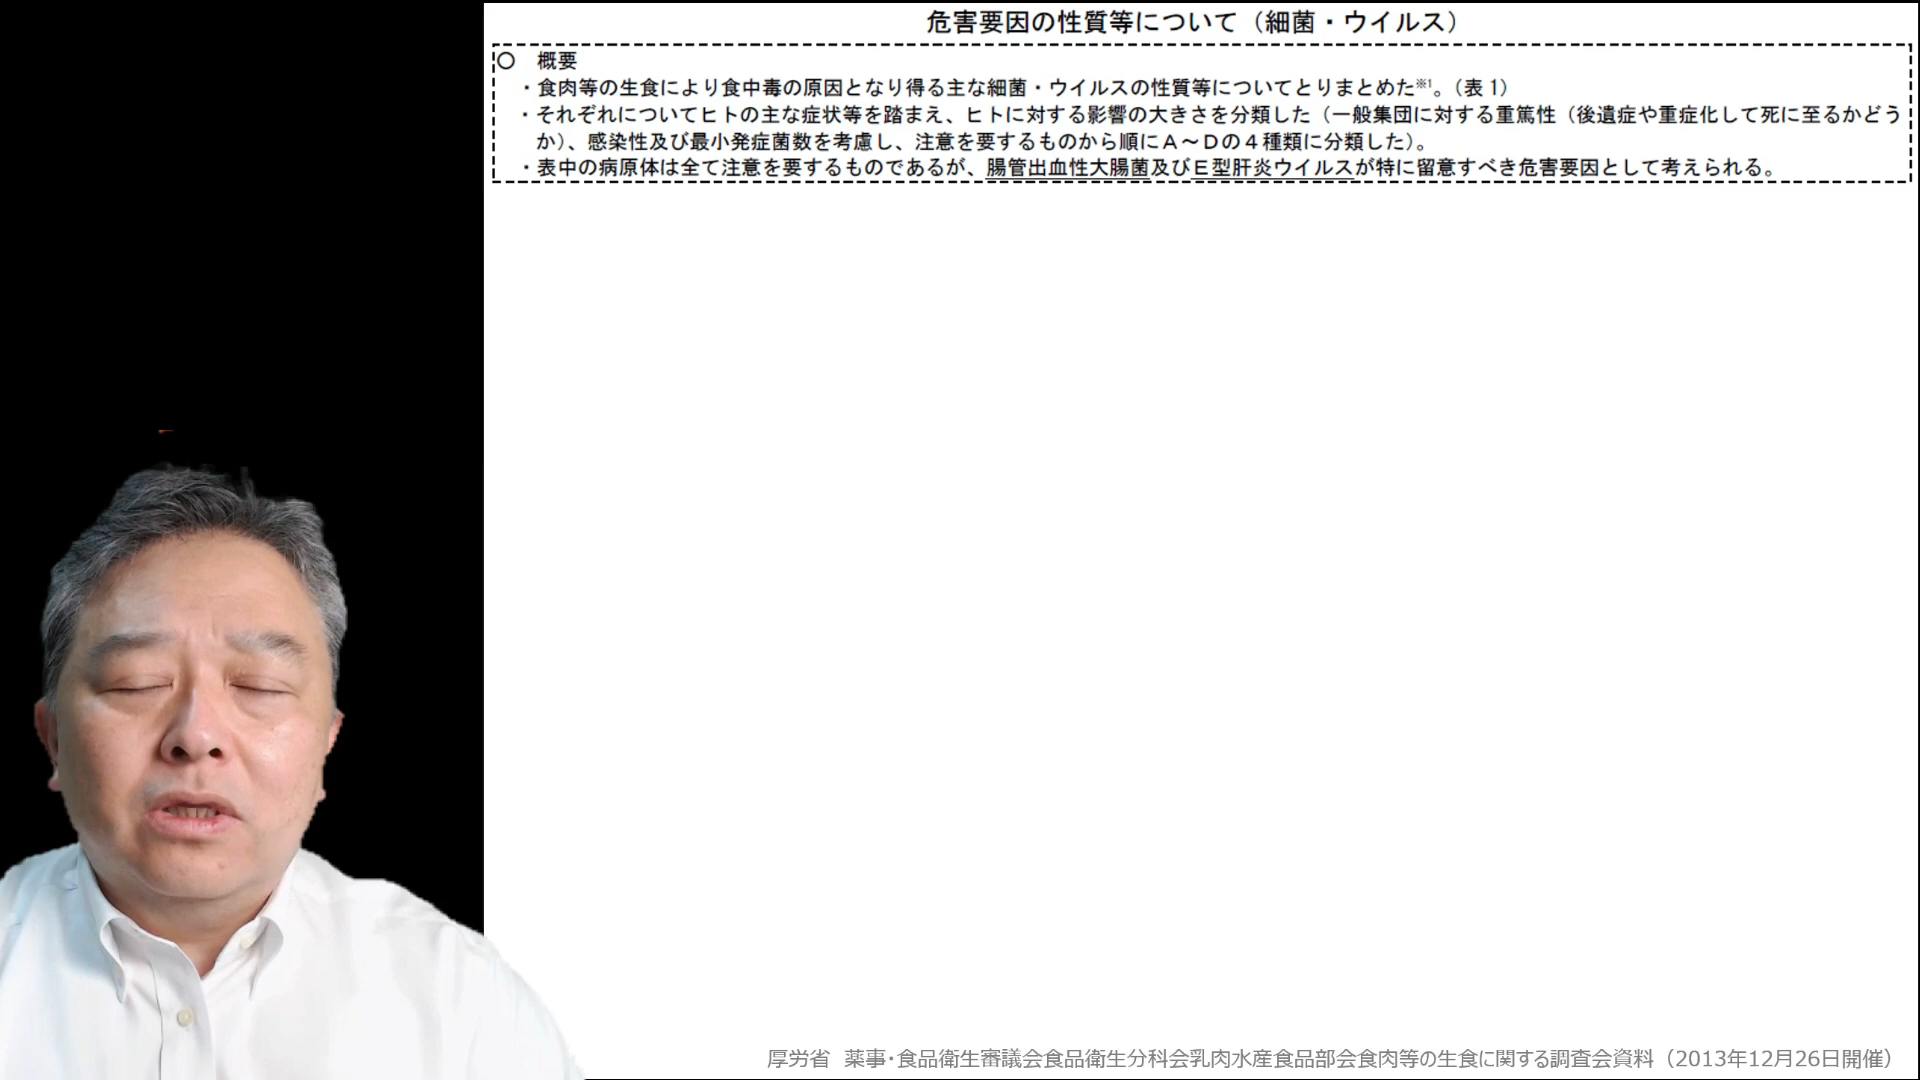 危害要因の性質等について（細菌・ウイルス）
〇　概要
・食肉等の生食により食中毒の原因となり得る主な細菌・ウイルスの性質等についてとりまとめた※1。（表１）
・それぞれについてヒトの主な症状等を踏まえ、ヒトに対する影響の大きさを分類した（一般集団に対する重篤性（後遺症や重症化して死に至るかどう
か）、感染性及び最小発症菌数を考慮し、注意を要するものから順にＡ～Ｄの４種類に分類した）。
・表中の病原体は全て注意を要するものであるが、腸管出血性大腸菌及びＥ型肝炎ウイルスが特に留意すべき危害要因として考えられる。
厚労省　薬事・食品衛生審議会食品衛生分科会乳肉水産食品部会食肉等の生食に関する調査会資料（2013年12月26日開催）